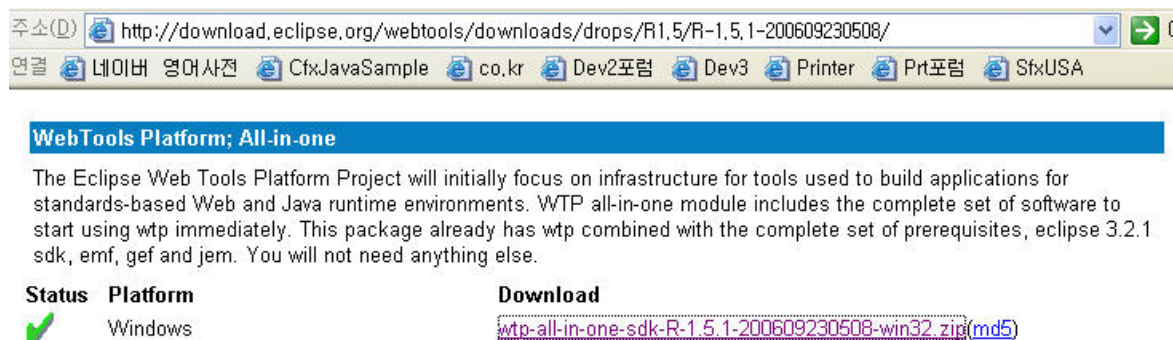 주소(D) http://download.eclipse.org/webtools/downloads/drops/R1.5/R-1.5.1-200609230508/
연결 네이버 영어사전 CfxJavaSample co.kr Dev2포럼 Dev3 Printer Prt포럼 SfxUSA
WebTools Platform; All-in-one
The Eclipse Web Tools Platform Project will initially focus on infrastructure for tools used to build applications for
standards-based Web and Java runtime environments. WTP all-in-one module includes the complete set of software to
start using wtp immediately. This package already has wtp combined with the complete set of prerequisites, eclipse 3.2.1
sdk, emf, gef and jem. You will not need anything else.
Status Platform Download
Windows wtp-all-in-one-sdk-R-1.5.1-200609230508-win32.zip(md5)